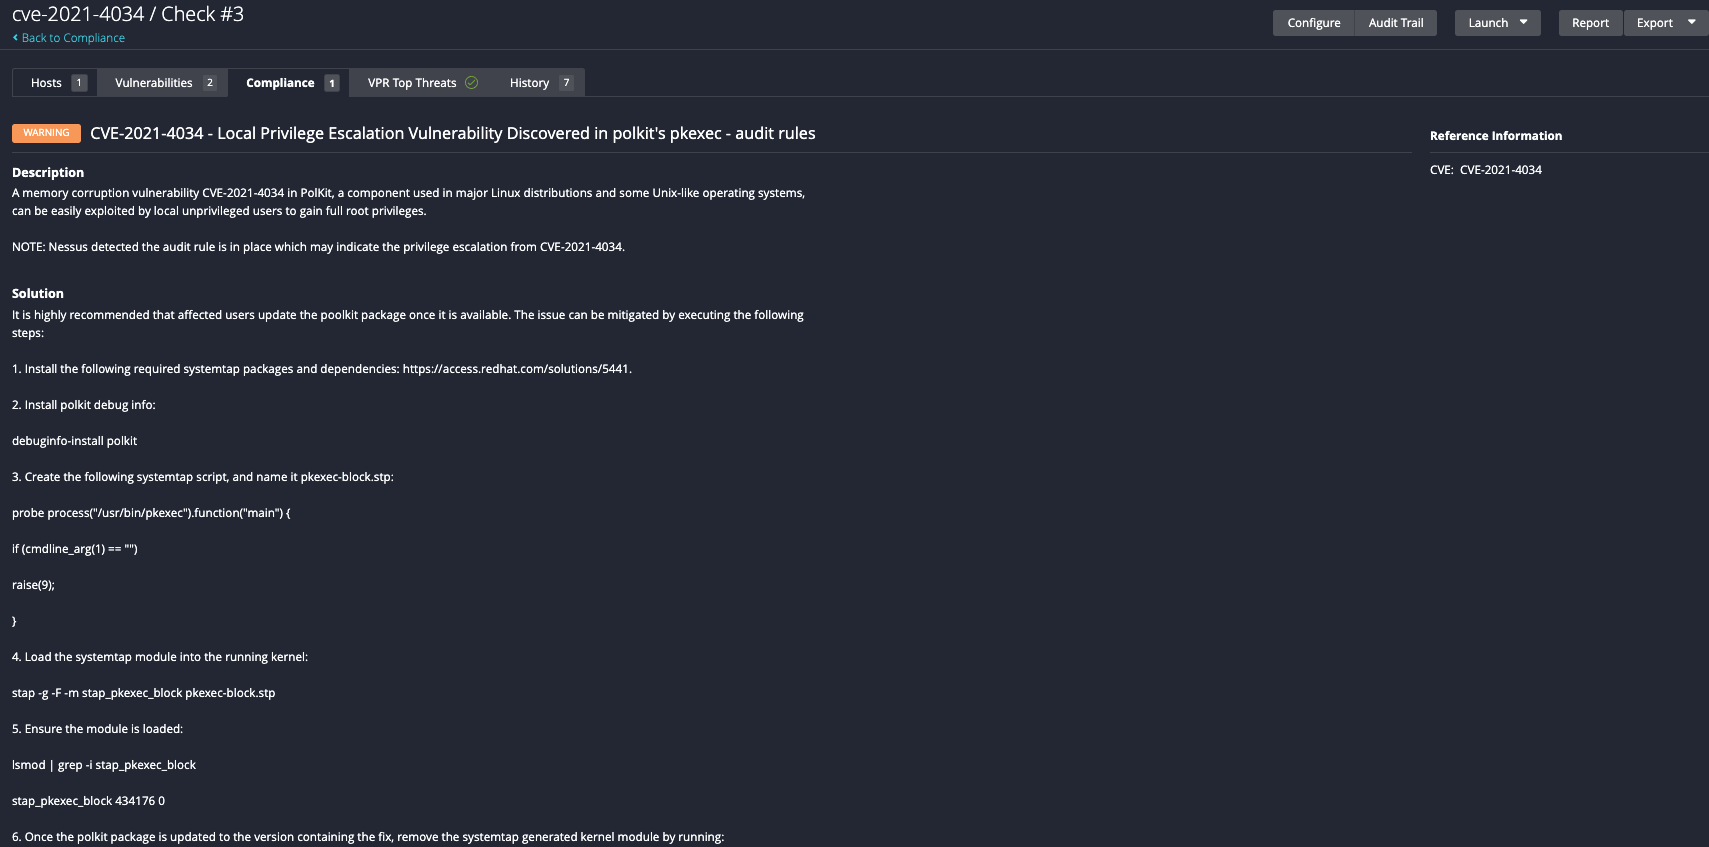 cve-2021-4034 / Check #3
Back to Compliance
Configure
Audit Trail
Launch
Report
Export
Hosts 1
Vulnerabilities 2
Compliance 1
VPR Top Threats
History 7
WARNING
CVE-2021-4034 - Local Privilege Escalation Vulnerability Discovered in polkit's pkexec - audit rules
Description
A memory corruption vulnerability CVE-2021-4034 in PolKit, a component used in major Linux distributions and some Unix-like operating systems,
can be easily exploited by local unprivileged users to gain full root privileges.
NOTE: Nessus detected the audit rule is in place which may indicate the privilege escalation from CVE-2021-4034.
Solution
It is highly recommended that affected users update the poolkit package once it is available. The issue can be mitigated by executing the following
steps:
1. Install the following required systemtap packages and dependencies: https://access.redhat.com/solutions/5441.
2. Install polkit debug info:
debuginfo-install polkit
3. Create the following systemtap script, and name it pkexec-block.stp:
probe process("/usr/bin/pkexec").function("main") {
if (cmdline_arg(1) == "")
raise(9);
}
4. Load the systemtap module into the running kernel:
stap -g -F -m stap_pkexec_block pkexec-block.stp
5. Ensure the module is loaded:
lsmod | grep -i stap_pkexec_block
stap_pkexec_block 434176 0
6. Once the polkit package is updated to the version containing the fix, remove the systemtap generated kernel module by running:
Reference Information
CVE: CVE-2021-4034